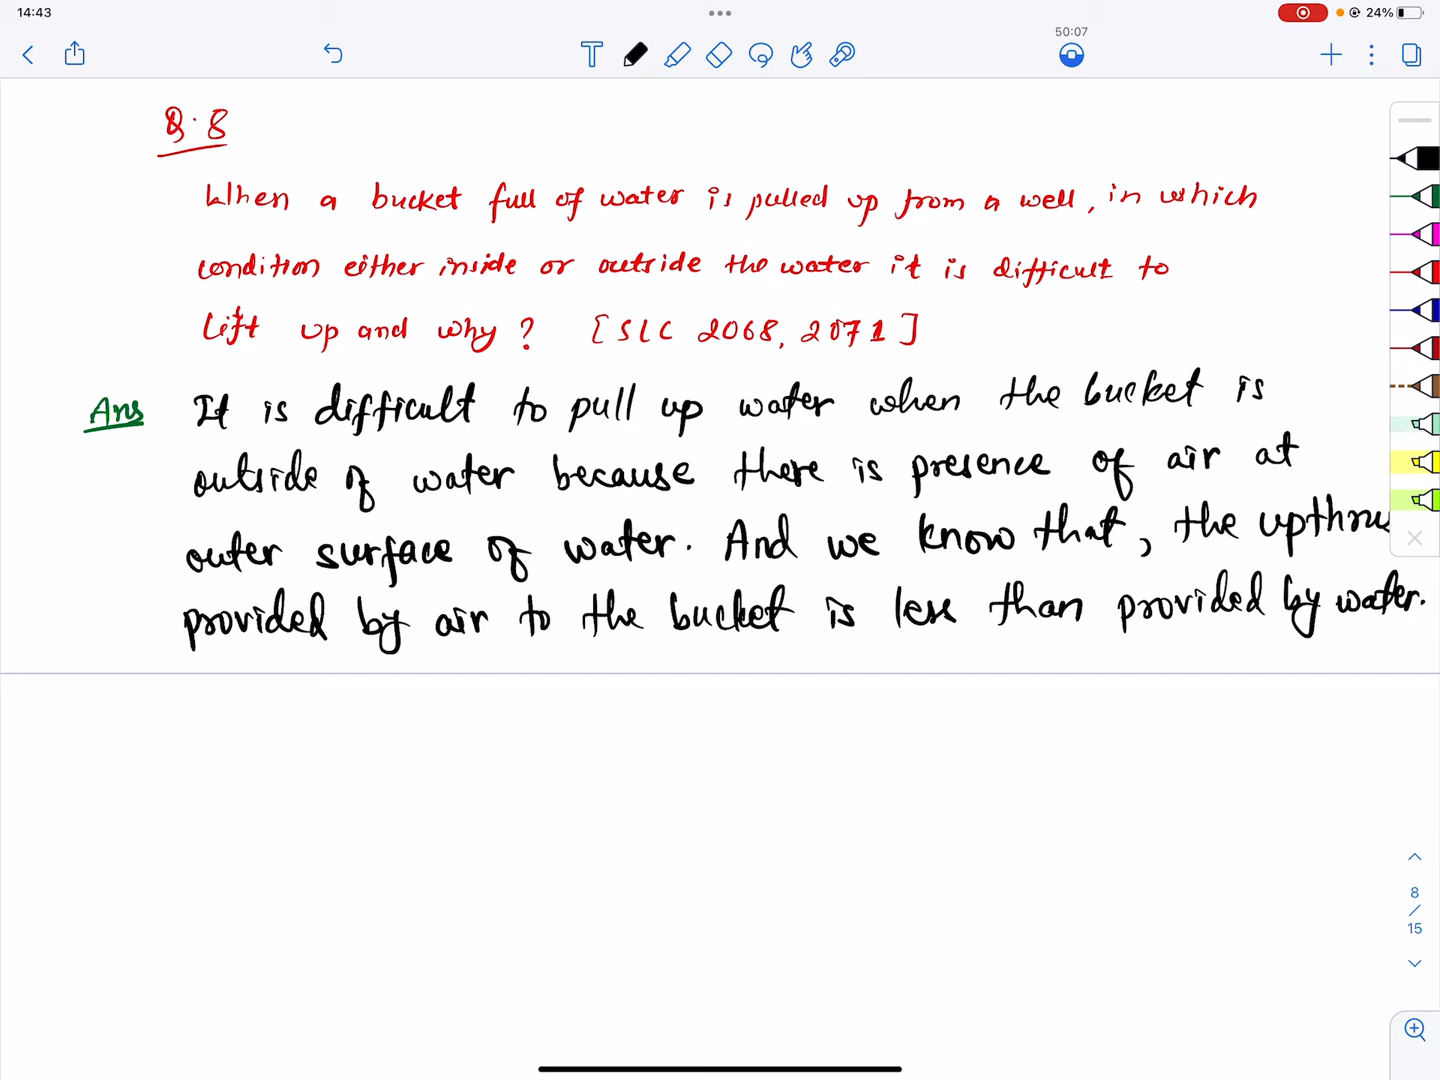 14:43
24%
50:07
Q.8
When a bucket full of water is pulled up from a well, in which
condition either inside or outside the water it is difficult to
lift up and why? [SLC 2068, 2071]
Ans It is difficult to pull up water when the bucket is
outside of water because there is presence of air at
outer surface of water. And we know that, the upthrus
provided by air to the bucket is less than provided by water.
8
/
15